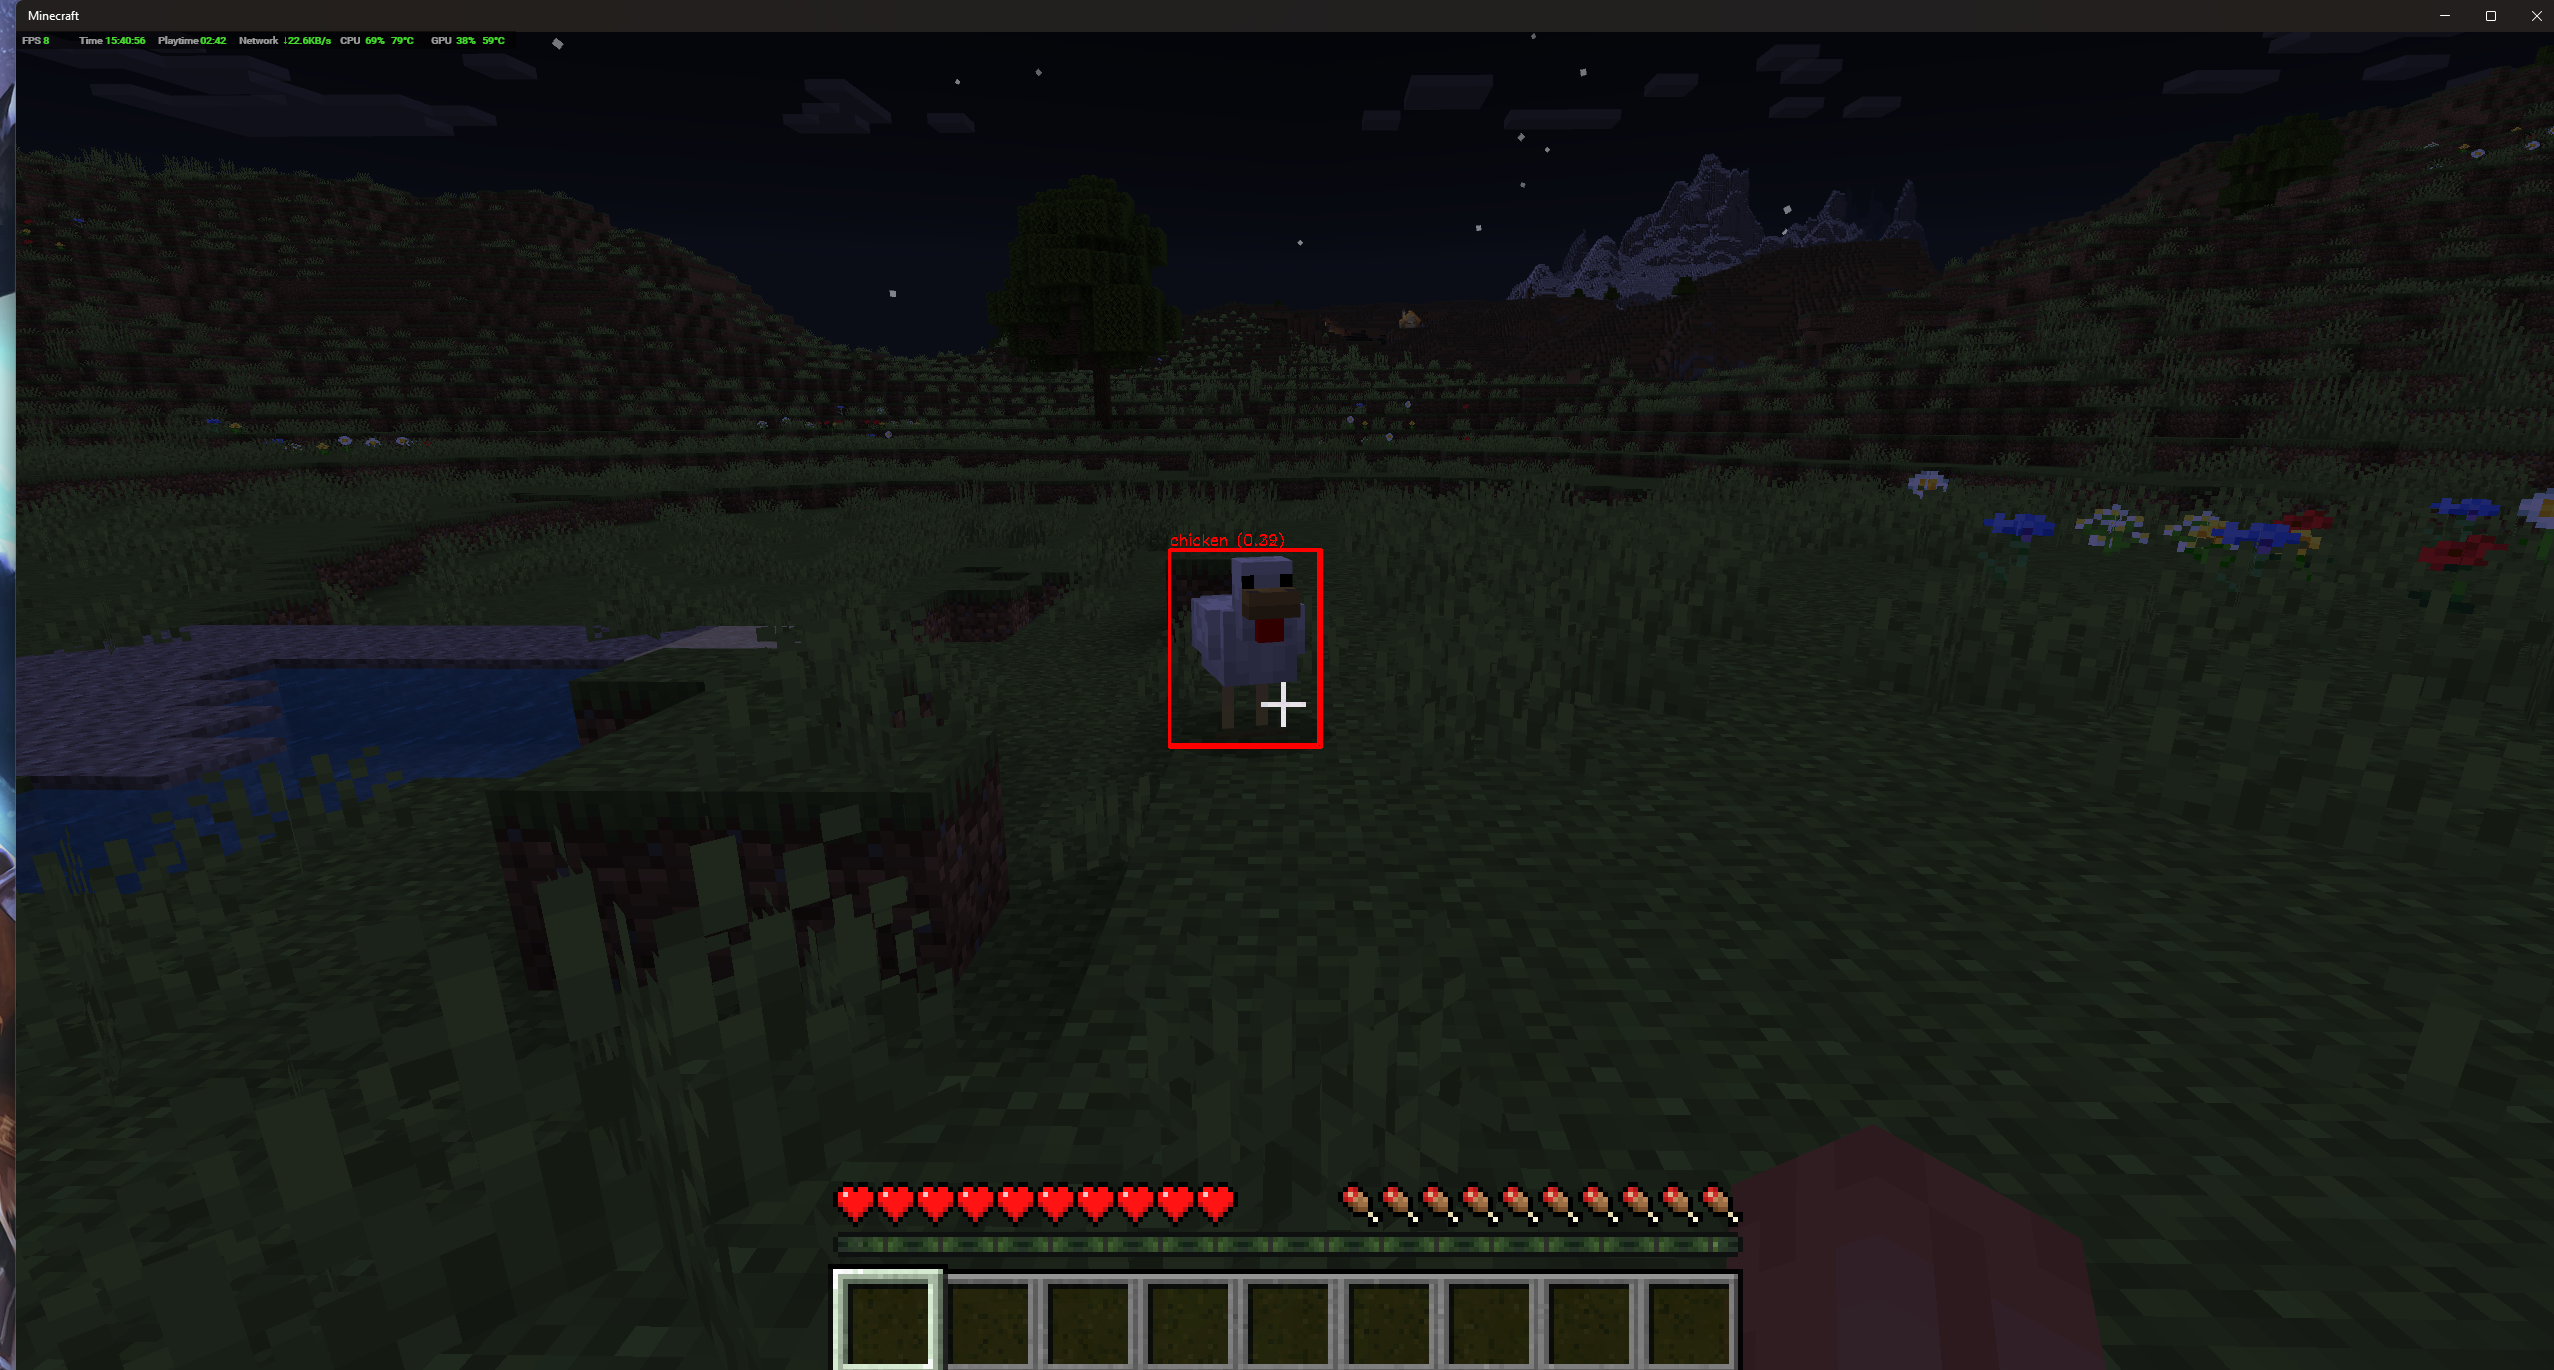 Minecraft
FPS 8 Time 15:40:56 Playtime 02:42 Network ↓22.6KB/s CPU 69% 79°C GPU 38% 59°C
chicken (0.39)